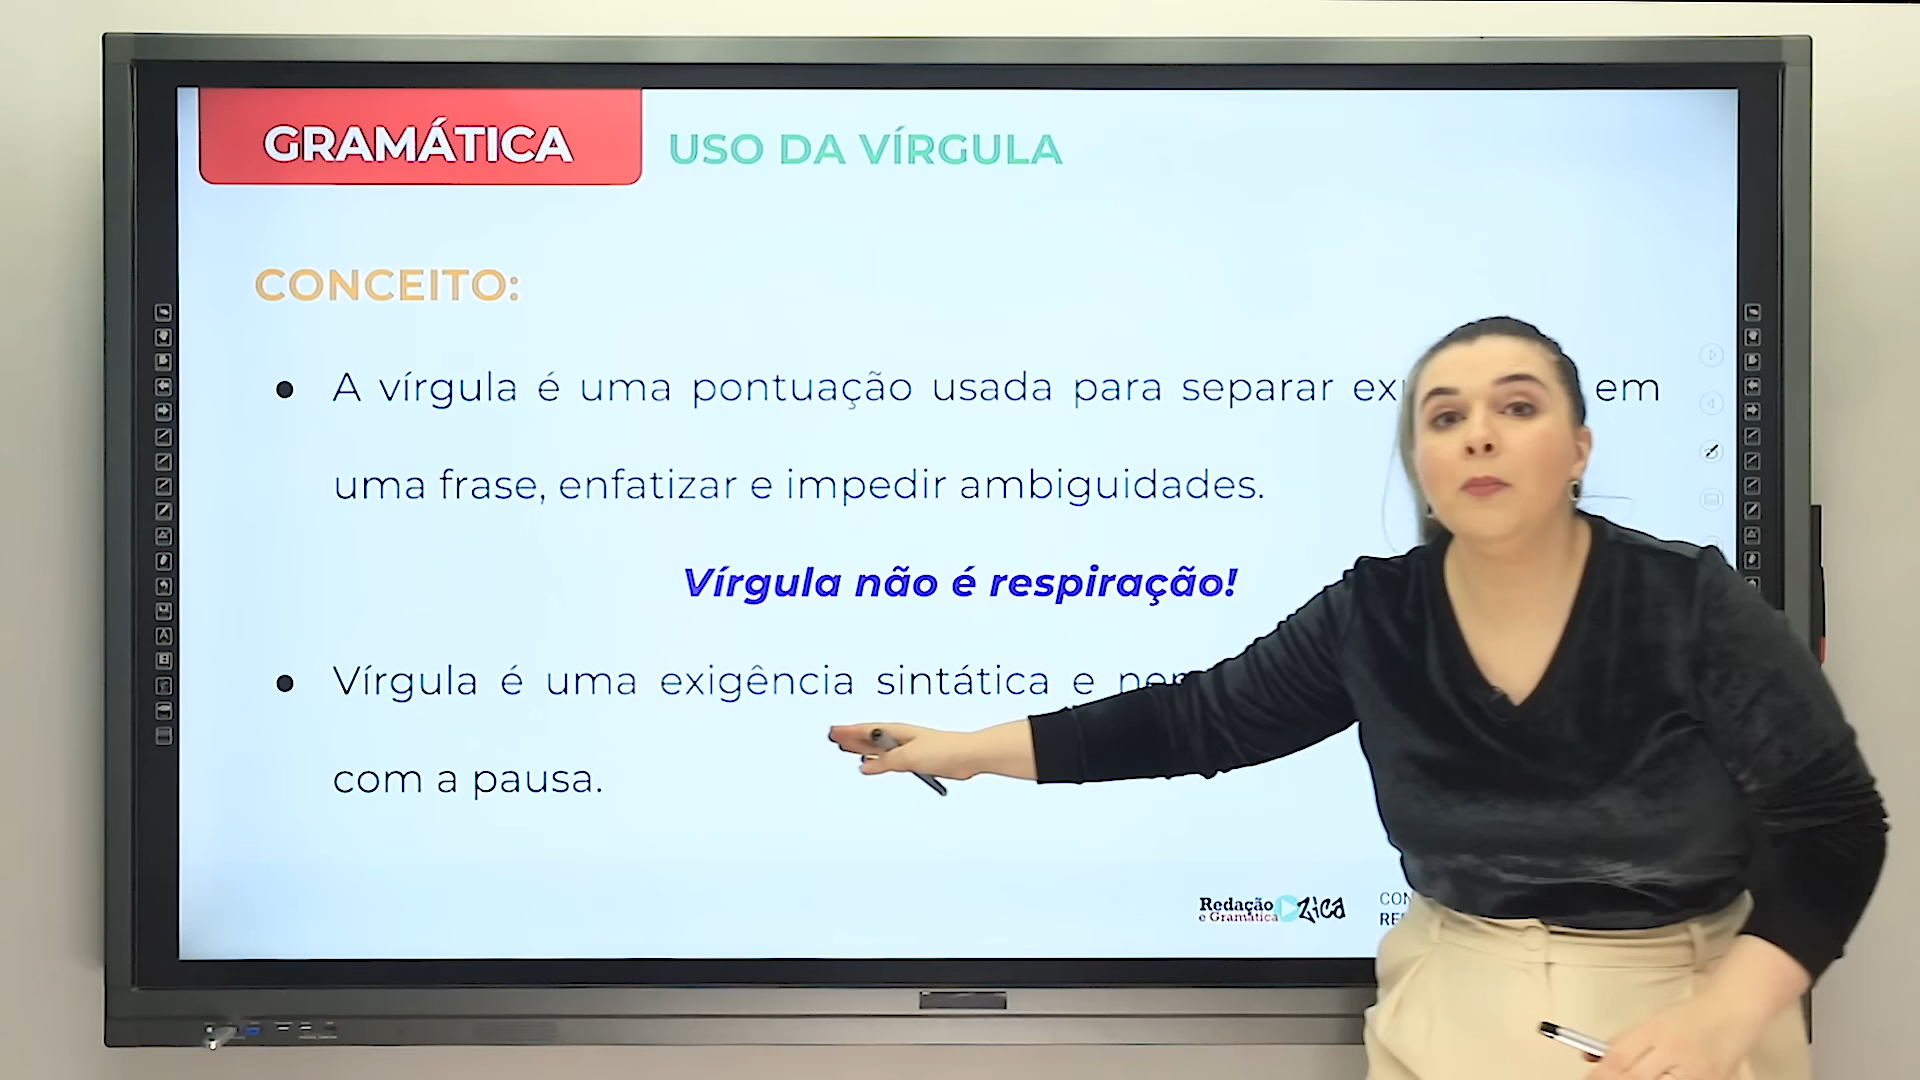 GRAMÁTICA USO DA VÍRGULA
CONCEITO:
● A vírgula é uma pontuação usada para separar em
uma frase, enfatizar e impedir ambiguidades.
Vírgula não é respiração!
● Vírgula é uma exigência sintática e
com a pausa.
Redação Zica
e Gramática